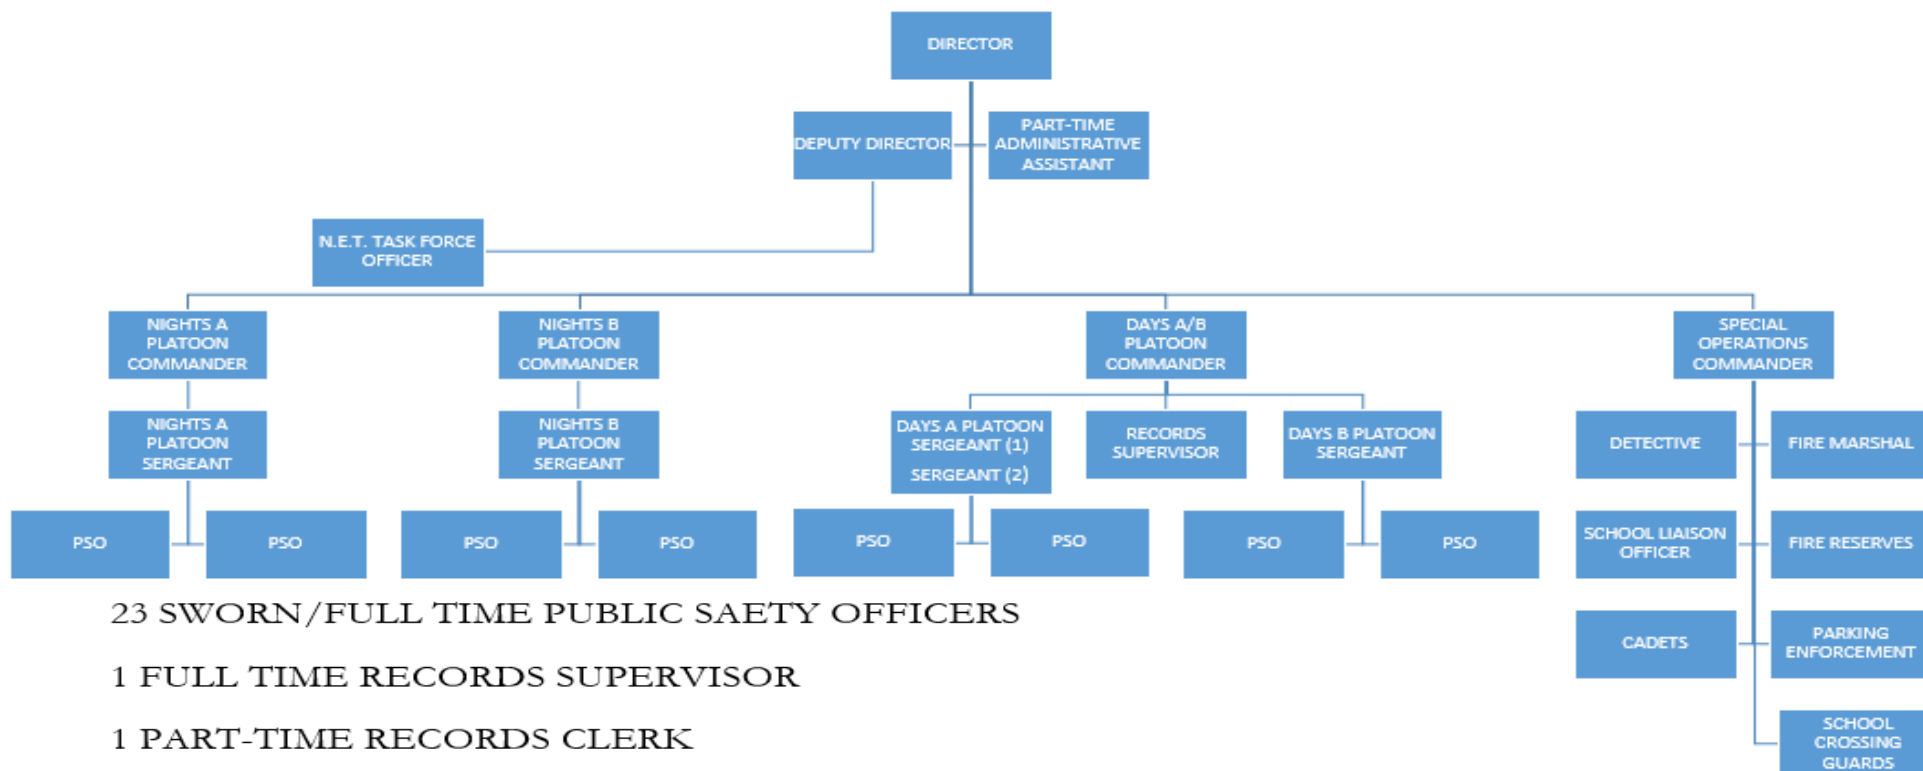 DIRECTOR
DEPUTY DIRECTOR
PART-TIME
ADMINISTRATIVE
ASSISTANT
N.E.T. TASK FORCE
OFFICER
NIGHTS A
PLATOON
COMMANDER
NIGHTS B
PLATOON
COMMANDER
DAYS A/B
PLATOON
COMMANDER
SPECIAL
OPERATIONS
COMMANDER
NIGHTS A
PLATOON
SERGEANT
NIGHTS B
PLATOON
SERGEANT
DAYS A PLATOON
SERGEANT (1)
SERGEANT (2)
RECORDS
SUPERVISOR
DAYS B PLATOON
SERGEANT
DETECTIVE
FIRE MARSHAL
PSO
PSO
PSO
PSO
PSO
PSO
PSO
PSO
SCHOOL LIAISON
OFFICER
FIRE RESERVES
CADETS
PARKING
ENFORCEMENT
SCHOOL
CROSSING
GUARDS
23 SWORN/FULL TIME PUBLIC SAETY OFFICERS
1 FULL TIME RECORDS SUPERVISOR
1 PART-TIME RECORDS CLERK